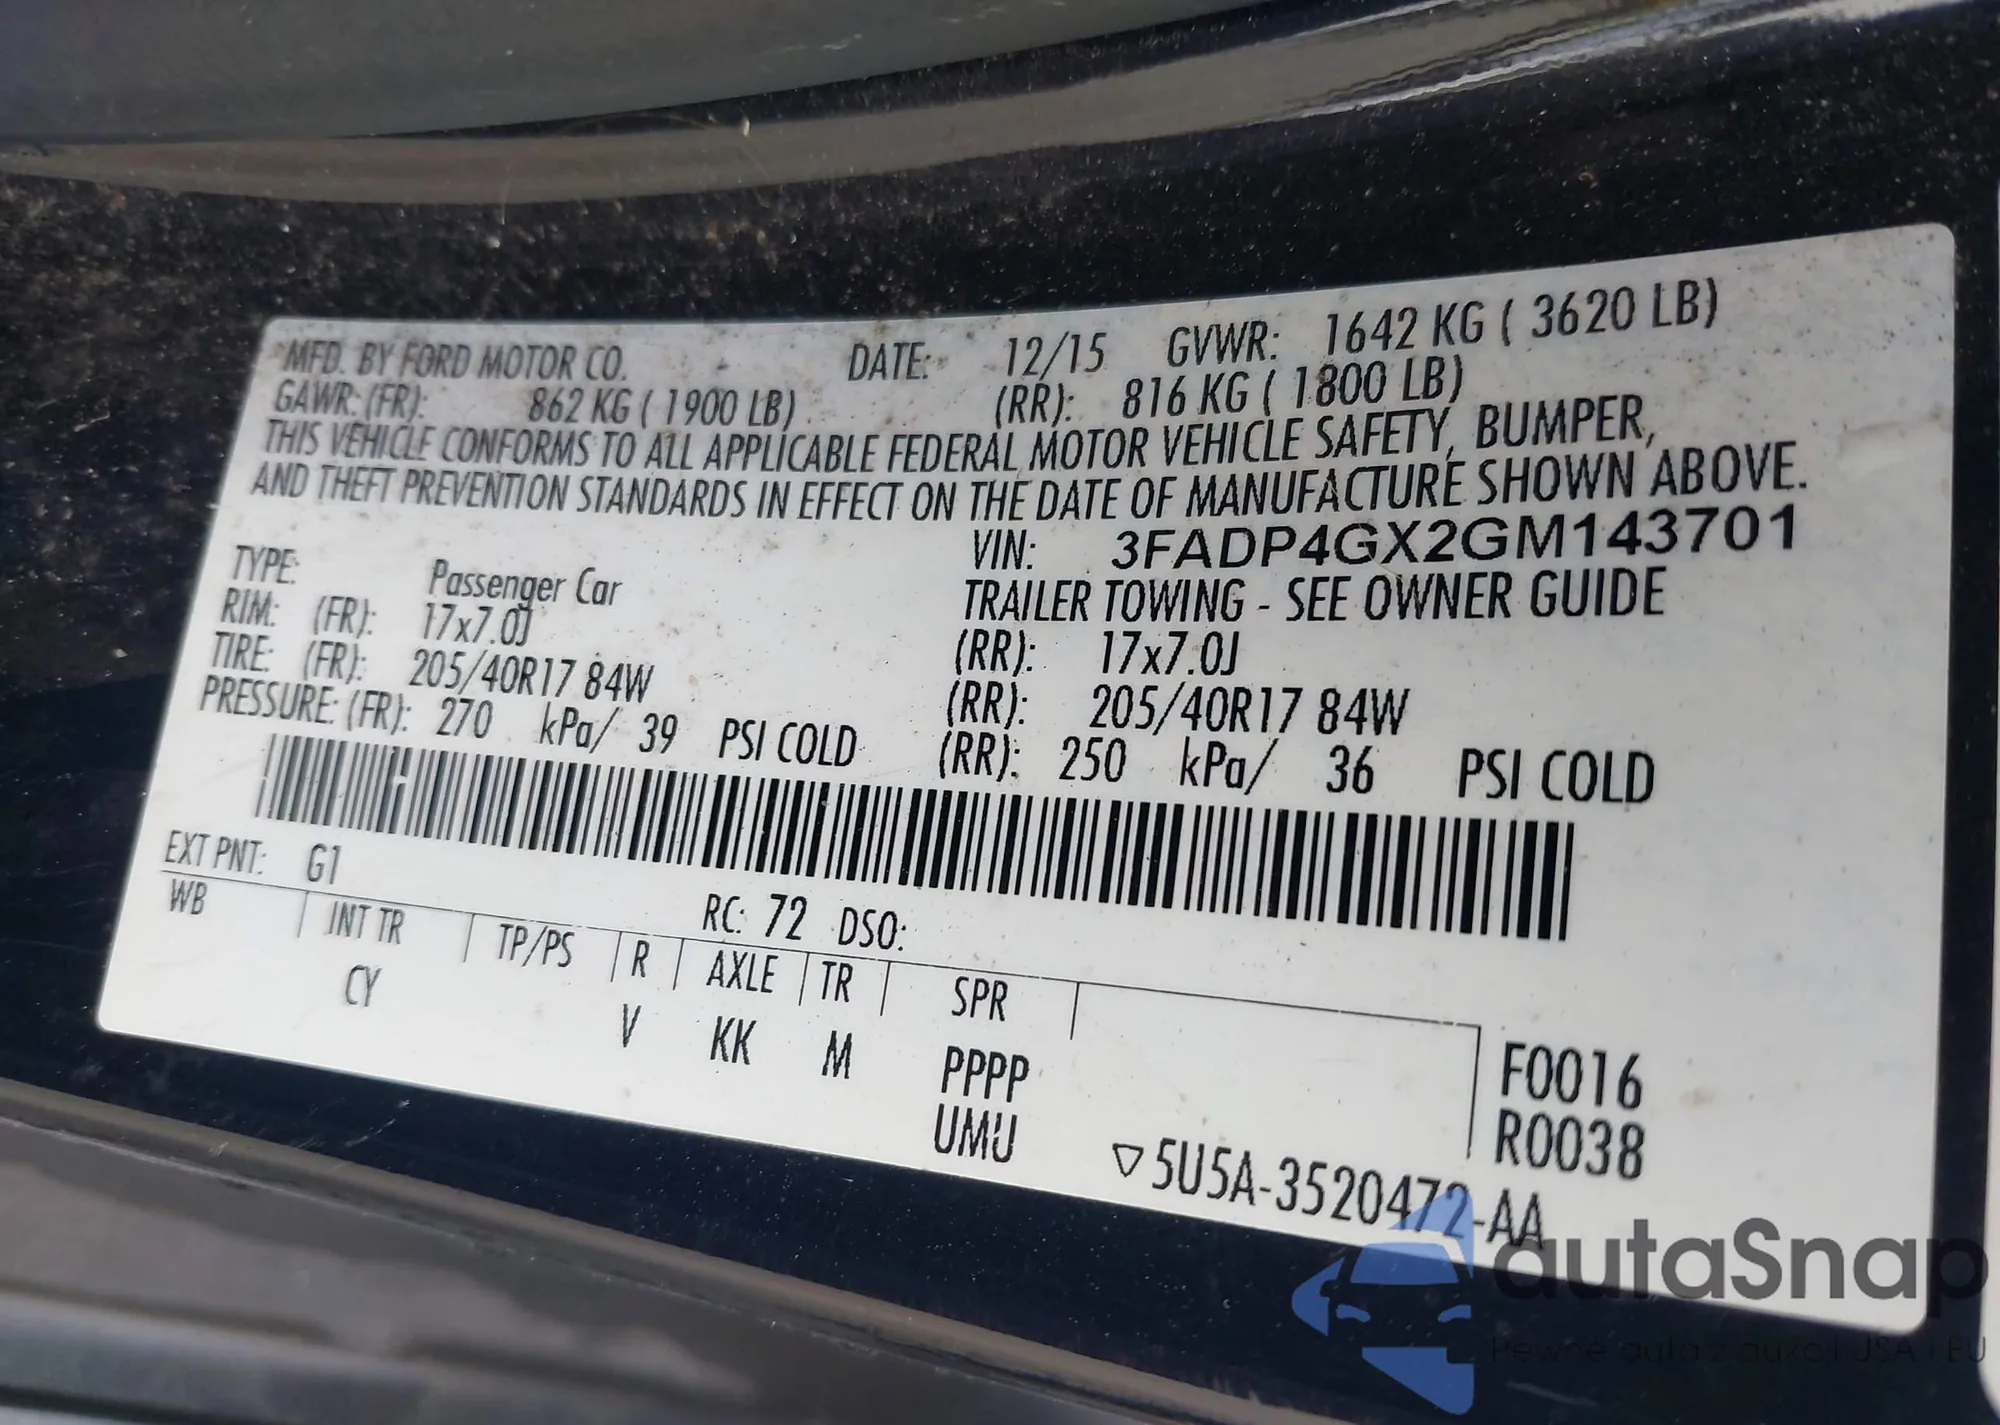 MFD. BY FORD MOTOR CO. DATE: 12/15 GVWR: 1642 KG ( 3620 LB)
GAWR: (FR): 862 KG ( 1900 LB) (RR): 816 KG ( 1800 LB)
THIS VEHICLE CONFORMS TO ALL APPLICABLE FEDERAL MOTOR VEHICLE SAFETY, BUMPER,
AND THEFT PREVENTION STANDARDS IN EFFECT ON THE DATE OF MANUFACTURE SHOWN ABOVE.
VIN: 3FADP4GX2GM143701
TYPE: Passenger Car TRAILER TOWING - SEE OWNER GUIDE
RIM: (FR): 17x7.0J (RR): 17x7.0J
TIRE: (FR): 205/40R17 84W (RR): 205/40R17 84W
PRESSURE: (FR): 270 kPa/ 39 PSI COLD (RR): 250 kPa/ 36 PSI COLD
EXT PNT: G1 RC: 72 DSO:
WB INT TR TP/PS R AXLE TR SPR
CY V KK M PPPP F0016
UMU R0038
▽5U5A-3520472-AA
autaSnap